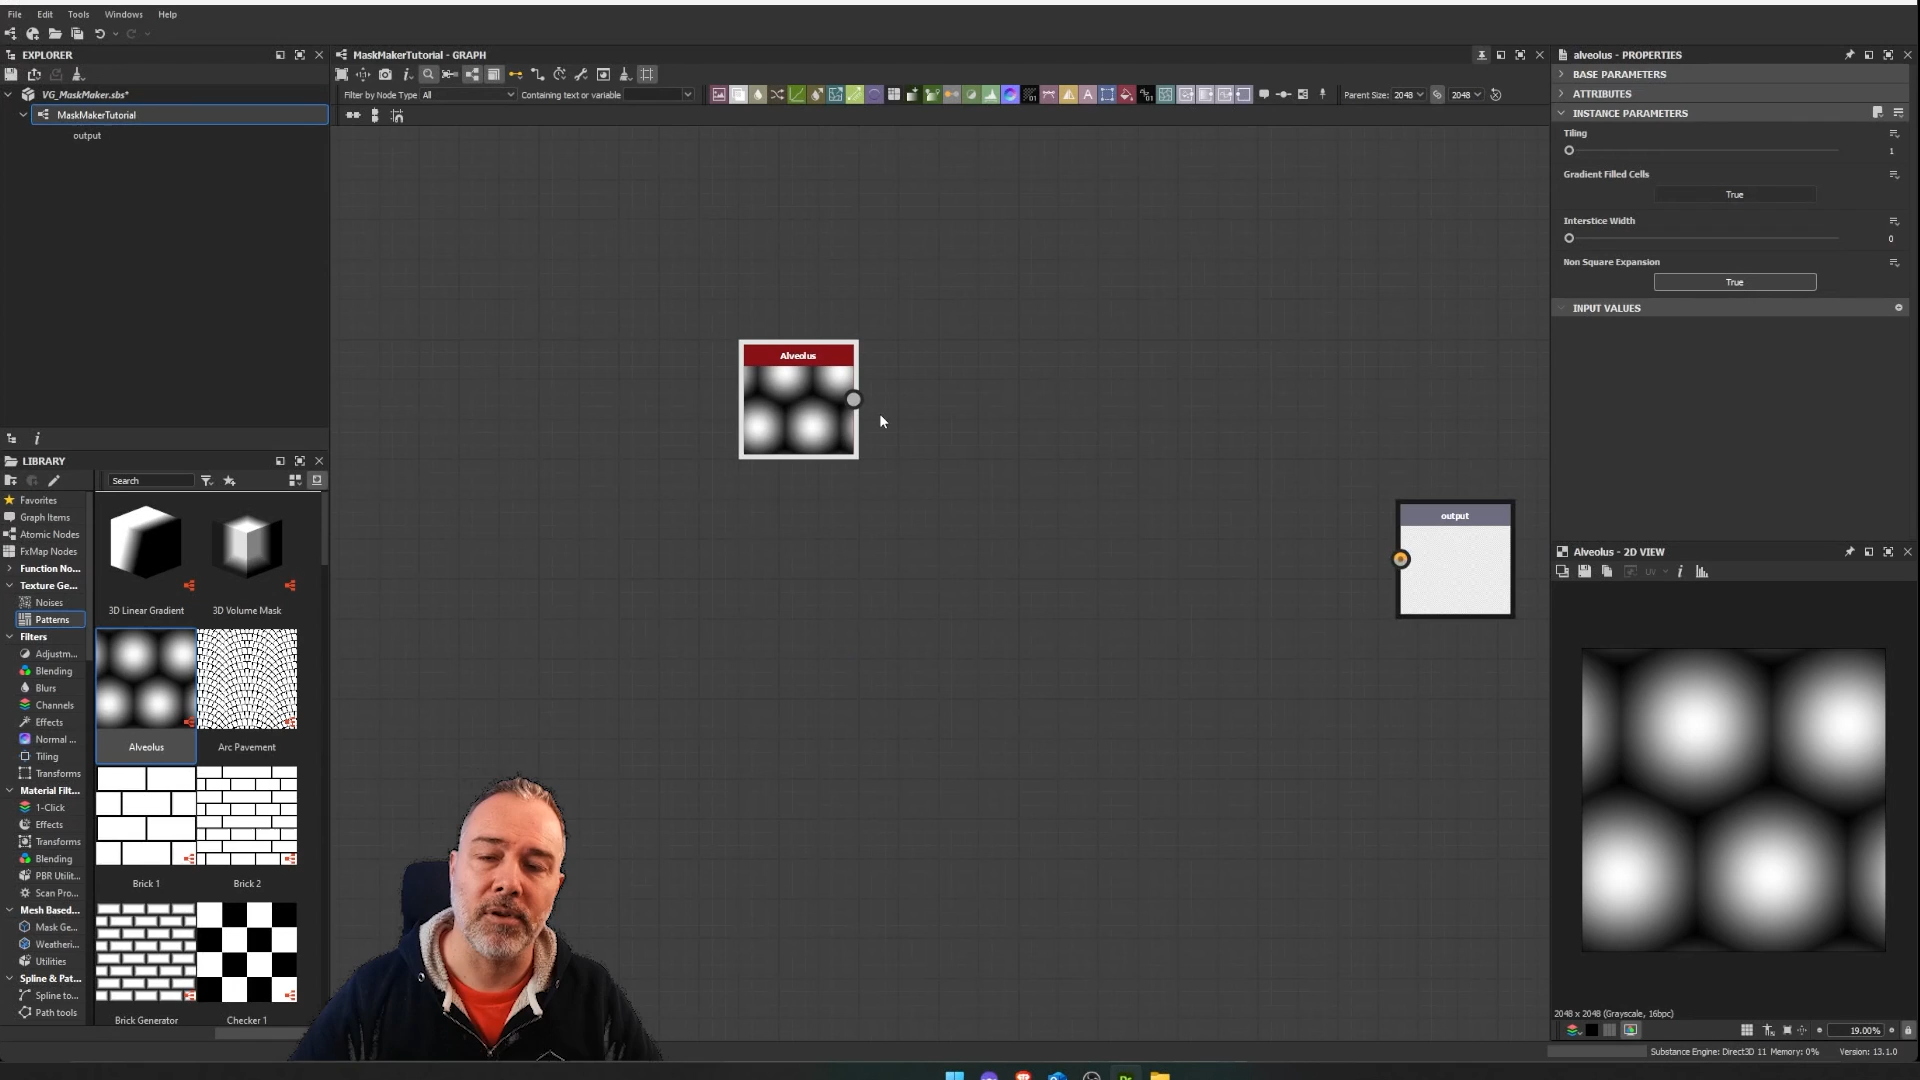 File Edit Tools Windows Help
EXPLORER
VG_MaskMaker.sbs*
MaskMakerTutorial
output
LIBRARY
Search
Favorites
Graph Items
Atomic Nodes
FxMap Nodes
Function No...
Texture Ge...
Noises
Patterns
Filters
Adjustm...
Blending
Blurs
Channels
Effects
Normal ...
Tiling
Transforms
Material Filt...
1-Click
Effects
Transforms
Blending
PBR Utilit...
Scan Pro...
Mesh Based...
Mask Ge...
Weatheri...
Utilities
Spline & Pat...
Spline to...
Path tools
3D Linear Gradient 3D Volume Mask
Alveolus Arc Pavement
Brick 1 Brick 2
Brick Generator Checker 1
MaskMakerTutorial - GRAPH
Filter by Node Type All Containing text or variable Parent Size: 2048 2048
Alveolus
output
alveolus - PROPERTIES
BASE PARAMETERS
ATTRIBUTES
INSTANCE PARAMETERS
Tiling
1
Gradient Filled Cells
True
Interstice Width
0
Non Square Expansion
True
INPUT VALUES
Alveolus - 2D VIEW
UV
2048 x 2048 (Grayscale, 16bpc)
19.00%
Substance Engine: Direct3D 11 Memory: 0% Version: 13.1.0